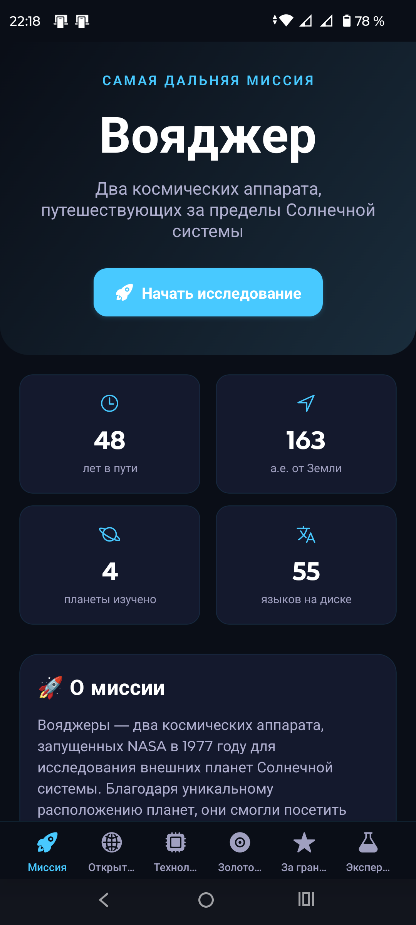 22:18
78 %
САМАЯ ДАЛЬНЯЯ МИССИЯ
Вояджер
Два космических аппарата,
путешествующих за пределы Солнечной
системы
Начать исследование
48
лет в пути
163
а.е. от Земли
4
планеты изучено
55
языков на диске
О миссии
Вояджеры — два космических аппарата,
запущенных NASA в 1977 году для
исследования внешних планет Солнечной
системы. Благодаря уникальному
расположению планет, они смогли посетить
Миссия
Открыт...
Технол...
Золото...
За гран...
Экспер...